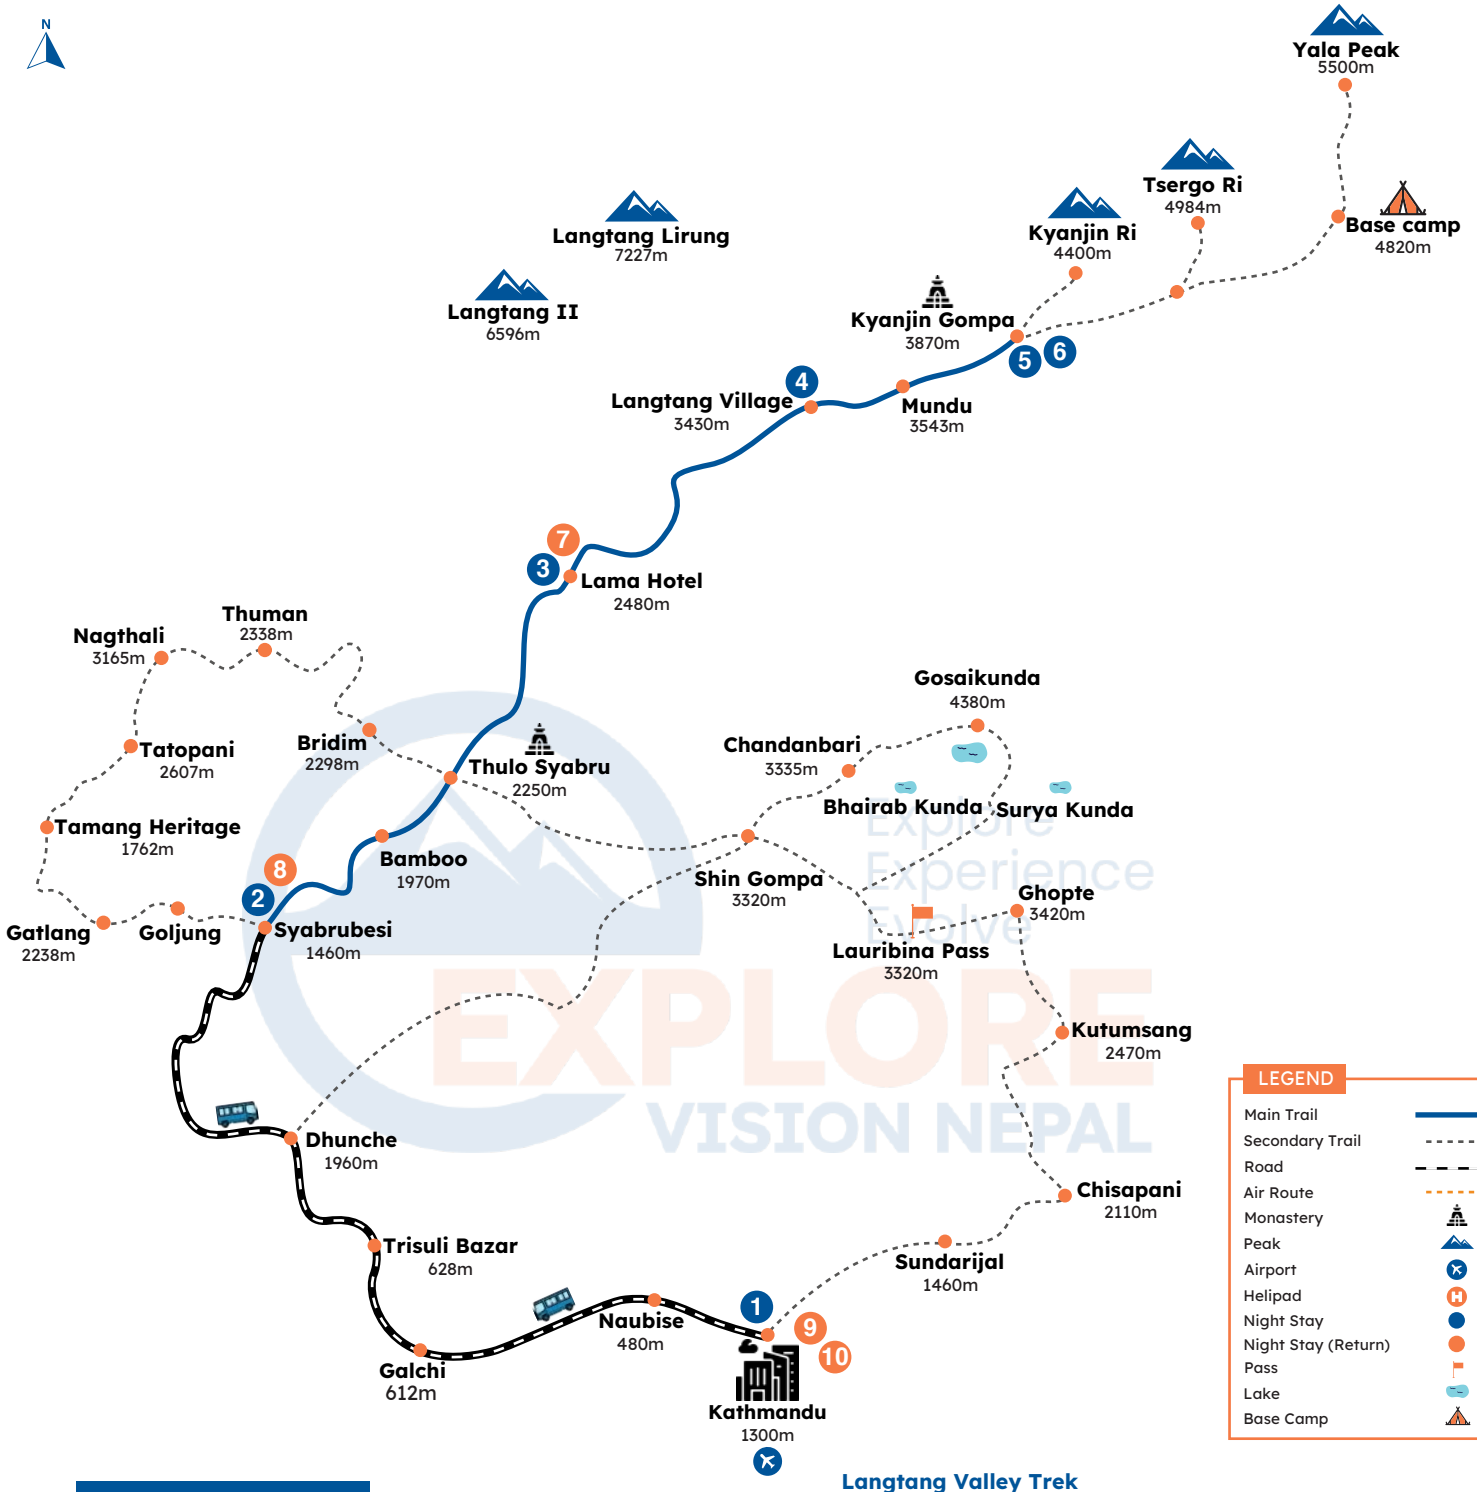 N
Yala Peak
5500m
Tsergo Ri
4984m
Kyanjin Ri
4400m
Base camp
4820m
Langtang Lirung
7227m
Langtang II
6596m
Kyanjin Gompa
3870m
5
6
4
Langtang Village
3430m
Mundu
3543m
7
3
Lama Hotel
2480m
Thuman
2338m
Nagthali
3165m
Gosaikunda
4380m
Bridim
2298m
Tatopani
2607m
Thulo Syabru
2250m
Chandanbari
3335m
Bhairab Kunda
Surya Kunda
Tamang Heritage
1762m
Bamboo
1970m
8
2
Shin Gompa
3320m
Ghopte
3420m
Gatlang
2238m
Goljung
Syabrubesi
1460m
Lauribina Pass
3320m
Explore
Experience
Evolve
EXPLORE
VISION NEPAL
Kutumsang
2470m
Dhunche
1960m
Chisapani
2110m
Trisuli Bazar
628m
Sundarijal
1460m
Naubise
480m
1
9
10
Galchi
612m
Kathmandu
1300m
LEGEND
Main Trail
Secondary Trail
Road
Air Route
Monastery
Peak
Airport
Helipad
H
Night Stay
Night Stay (Return)
Pass
Lake
Base Camp
Langtang Valley Trek